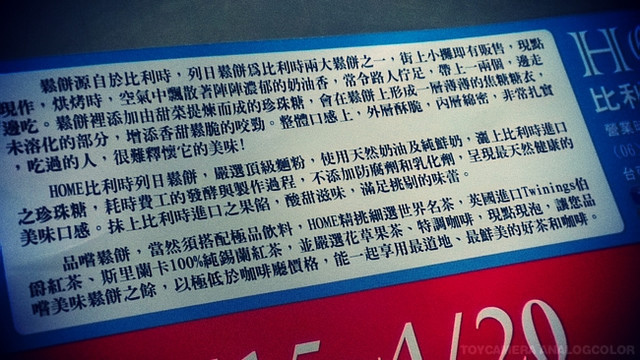 鬆餅源自於比利時，列日鬆餅為比利時兩大鬆餅之一，街上小攤即有販售，現點
現作，烘烤時，空氣中飄散著陣陣濃郁的奶油香，常令路人佇足，帶上一兩個，邊走
邊吃。鬆餅裡添加由甜菜提煉而成的珍珠糖，會在鬆餅上形成一層薄薄的焦糖糖衣，
未溶化的部分，增添香甜鬆脆的咬勁。整體口感上，外層酥脆，內層綿密，非常扎實
，吃過的人，很難釋懷它的美味!
HOME比利時列日鬆餅，嚴選頂級麵粉，使用天然奶油及純鮮奶，灑上比利時進口
之珍珠糖，耗時費工的發酵與製作過程，不添加防腐劑和乳化劑，呈現最天然健康的
美味口感。抹上比利時進口之果餡，酸甜滋味，滿足挑剔的味蕾。
品嚐鬆餅，當然須搭配極品飲料，HOME精挑細選世界名茶，英國進口Twinings伯
爵紅茶、斯里蘭卡100%純錫蘭紅茶，並嚴選花草果茶、特調咖啡，現點現泡，讓您品
嚐美味鬆餅之餘，以極低於咖啡廳價格，能一起享用最道地、最鮮美的好茶和咖啡。
H
比利
營業
(06)
台
4/20
TOYCAMERA ANALOGCOLOR